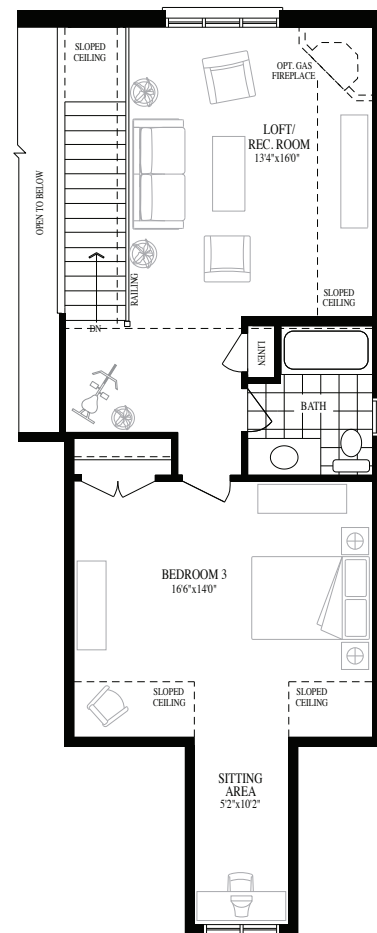 SLOPED
CEILING
OPT. GAS
FIREPLACE
LOFT/
REC. ROOM
13'4"x16'0"
OPEN TO BELOW
RAILING
SLOPED
CEILING
DN
LINEN
BATH
BEDROOM 3
16'6"x14'0"
SLOPED
CEILING
SLOPED
CEILING
SITTING
AREA
5'2"x10'2"